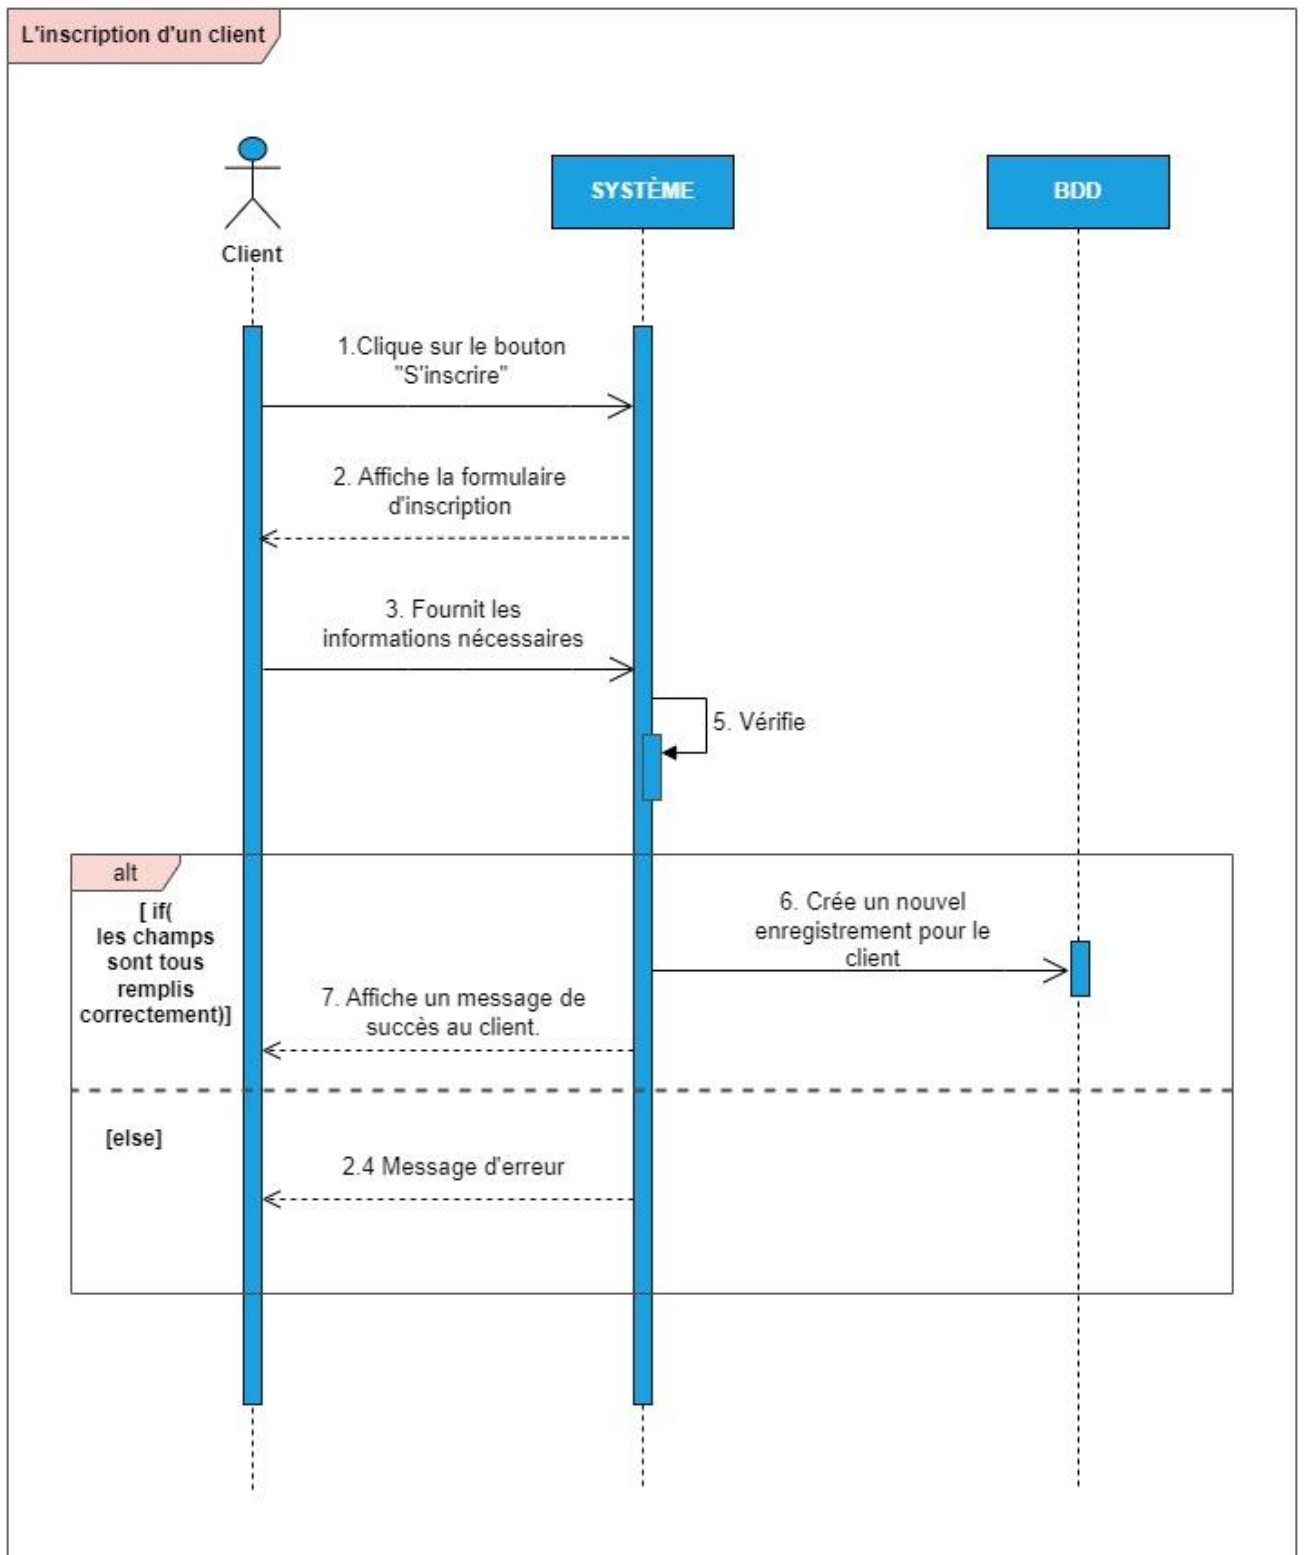 L'inscription d'un client
SYSTÈME
BDD
Client
1.Clique sur le bouton
"S'inscrire"
2. Affiche la formulaire
d'inscription
3. Fournit les
informations nécessaires
5. Vérifie
alt
[ if(
les champs
sont tous
remplis
correctement)]
6. Crée un nouvel
enregistrement pour le
client
7. Affiche un message de
succès au client.
[else]
2.4 Message d'erreur